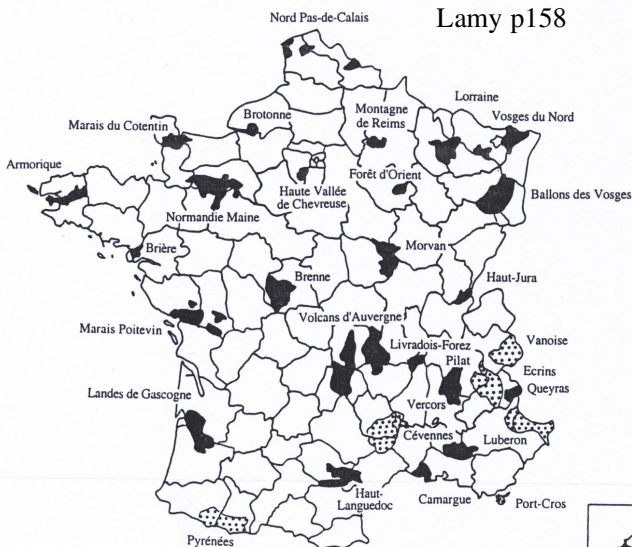 Lamy p158
Nord Pas-de-Calais
Lorraine
Montagne
de Reims
Brotonne
Vosges du Nord
Marais du Cotentin
Armorique
Forêt d'Orient
Haute Vallée
de Chevreuse
Ballons des Vosges
Normandie Maine
Brière
Morvan
Brenne
Haut-Jura
Volcans d'Auvergne
Marais Poitevin
Livradois-Forez
Vanoise
Pilat
Ecrins
Queyras
Landes de Gascogne
Vercors
Cévennes
Luberon
Haut-
Languedoc
Camargue
Port-Cros
Pyrénées